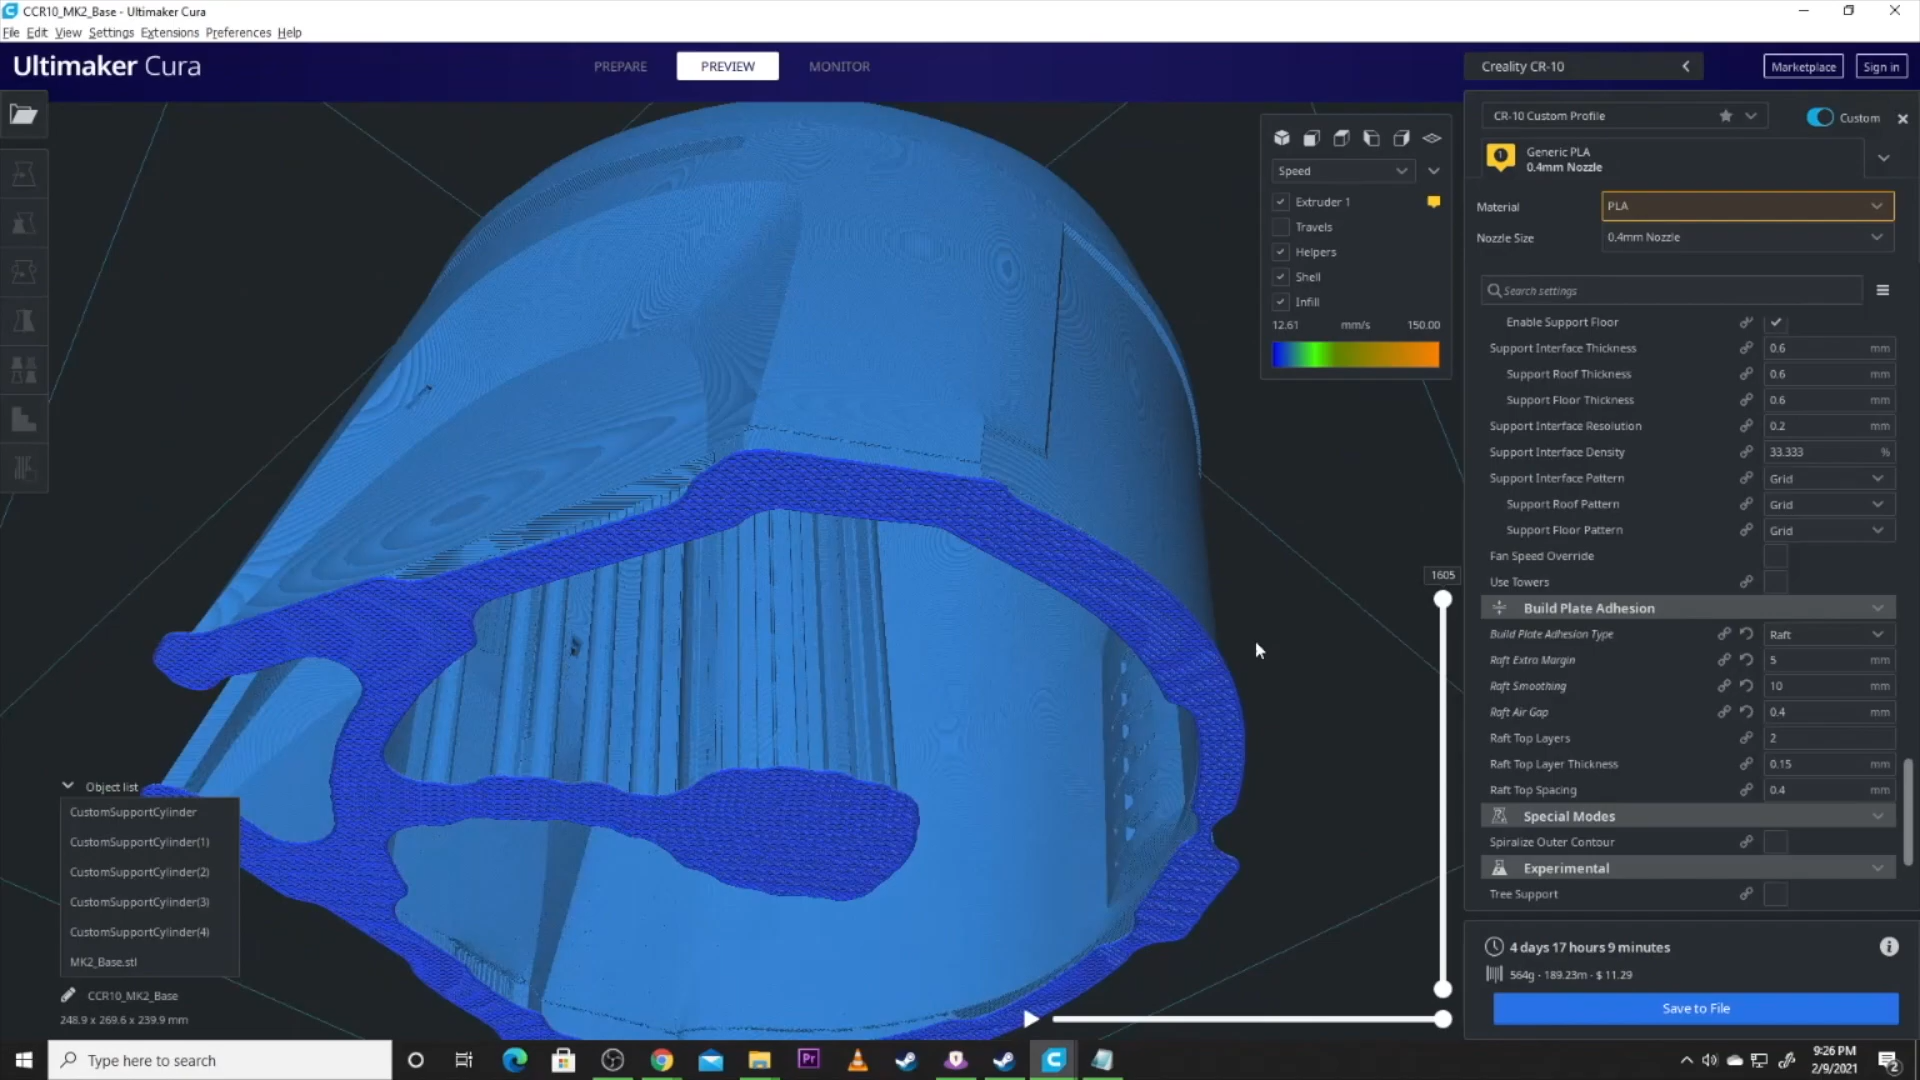 CCR10_MK2_Base - Ultimaker Cura
File Edit View Settings Extensions Preferences Help
Ultimaker Cura
PREPARE PREVIEW MONITOR
Creality CR-10
Marketplace
Sign in
CR-10 Custom Profile
Custom
1
Generic PLA
0.4mm Nozzle
Material PLA
Nozzle Size 0.4mm Nozzle
Search settings
Speed
Extruder 1
Travels
Helpers
Shell
Infill
12.61 mm/s 150.00
Enable Support Floor
Support Interface Thickness 0.6 mm
Support Roof Thickness 0.6 mm
Support Floor Thickness 0.6 mm
Support Interface Resolution 0.2 mm
Support Interface Density 33.333 %
Support Interface Pattern Grid
Support Roof Pattern Grid
Support Floor Pattern Grid
Fan Speed Override
Use Towers
Build Plate Adhesion
Build Plate Adhesion Type Raft
Raft Extra Margin 5 mm
Raft Smoothing 10 mm
Raft Air Gap 0.4 mm
Raft Top Layers 2
Raft Top Layer Thickness 0.15 mm
Raft Top Spacing 0.4 mm
Special Modes
Spiralize Outer Contour
Experimental
Tree Support
1605
Object list
CustomSupportCylinder
CustomSupportCylinder(1)
CustomSupportCylinder(2)
CustomSupportCylinder(3)
CustomSupportCylinder(4)
MK2_Base.stl
CCR10_MK2_Base
248.9 x 269.6 x 239.9 mm
4 days 17 hours 9 minutes
564g · 189.23m · $ 11.29
Save to File
Type here to search
Pr
9:26 PM
2/9/2021
2